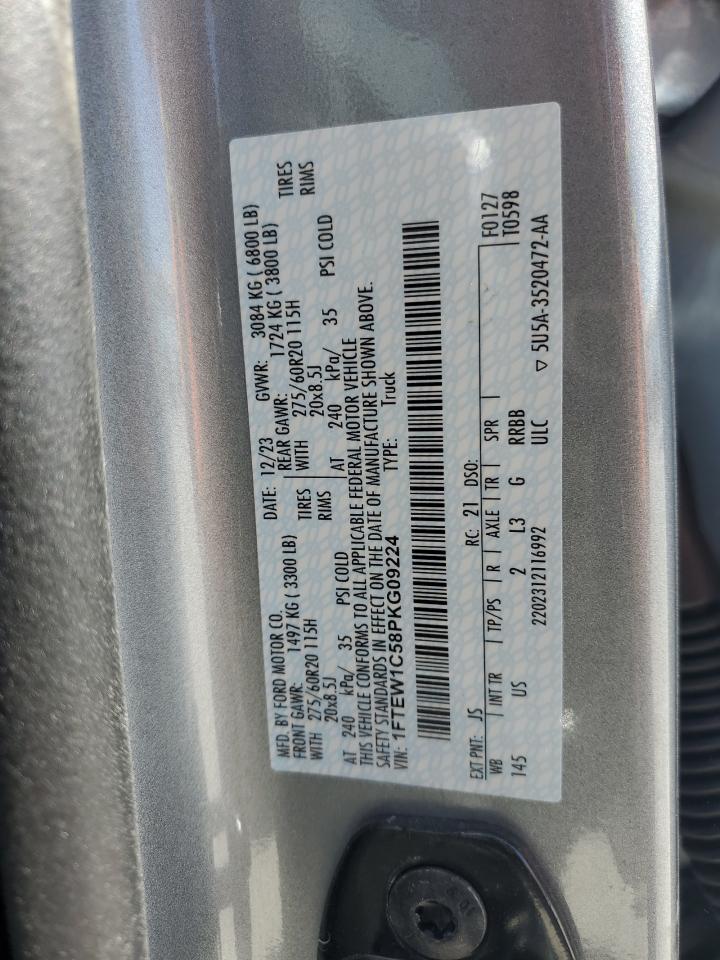 MFD. BY FORD MOTOR CO.
DATE: 12/23 GVWR: 3084 KG ( 6800 LB)
FRONT GAWR: 1497 KG ( 3300 LB) REAR GAWR: 1724 KG ( 3800 LB)
WITH 275/60R20 115H TIRES WITH 275/60R20 115H TIRES
20x8.5J RIMS 20x8.5J RIMS
AT 240 kPa/ 35 PSI COLD AT 240 kPa/ 35 PSI COLD
THIS VEHICLE CONFORMS TO ALL APPLICABLE FEDERAL MOTOR VEHICLE
SAFETY STANDARDS IN EFFECT ON THE DATE OF MANUFACTURE SHOWN ABOVE.
VIN: 1FTEW1C58PKG09224 TYPE: Truck
EXT PNT: JS RC: 21 DSO: F0127
WB INT TR TP/PS R AXLE TR SPR T0598
145 US 2 L3 G RRBB
2202312116992 ULC ▽ 5U5A-3520472-AA